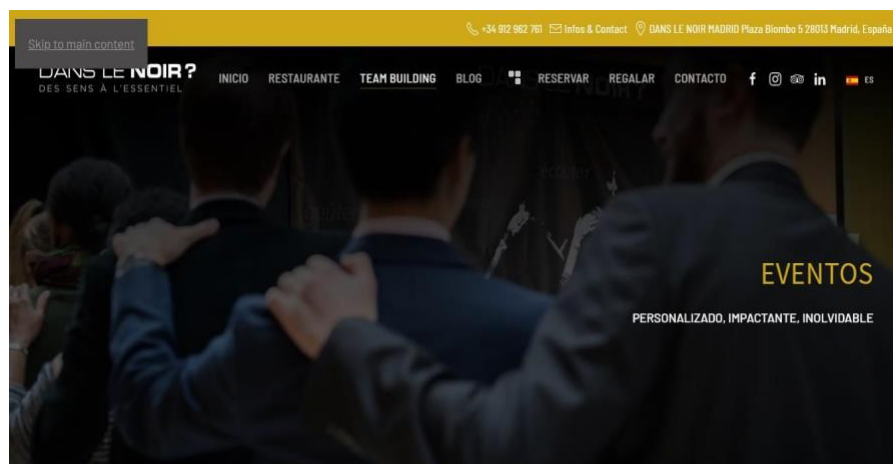 +34 912 962 761 Infos & Contact DANS LE NOIR MADRID Plaza Biombo 5 28013 Madrid, España
Skip to main content
DANS LE NOIR ?
DES SENS À L'ESSENTIEL
INICIO RESTAURANTE TEAM BUILDING BLOG RESERVAR REGALAR CONTACTO ES
écouter
goûter
EVENTOS
PERSONALIZADO, IMPACTANTE, INOLVIDABLE